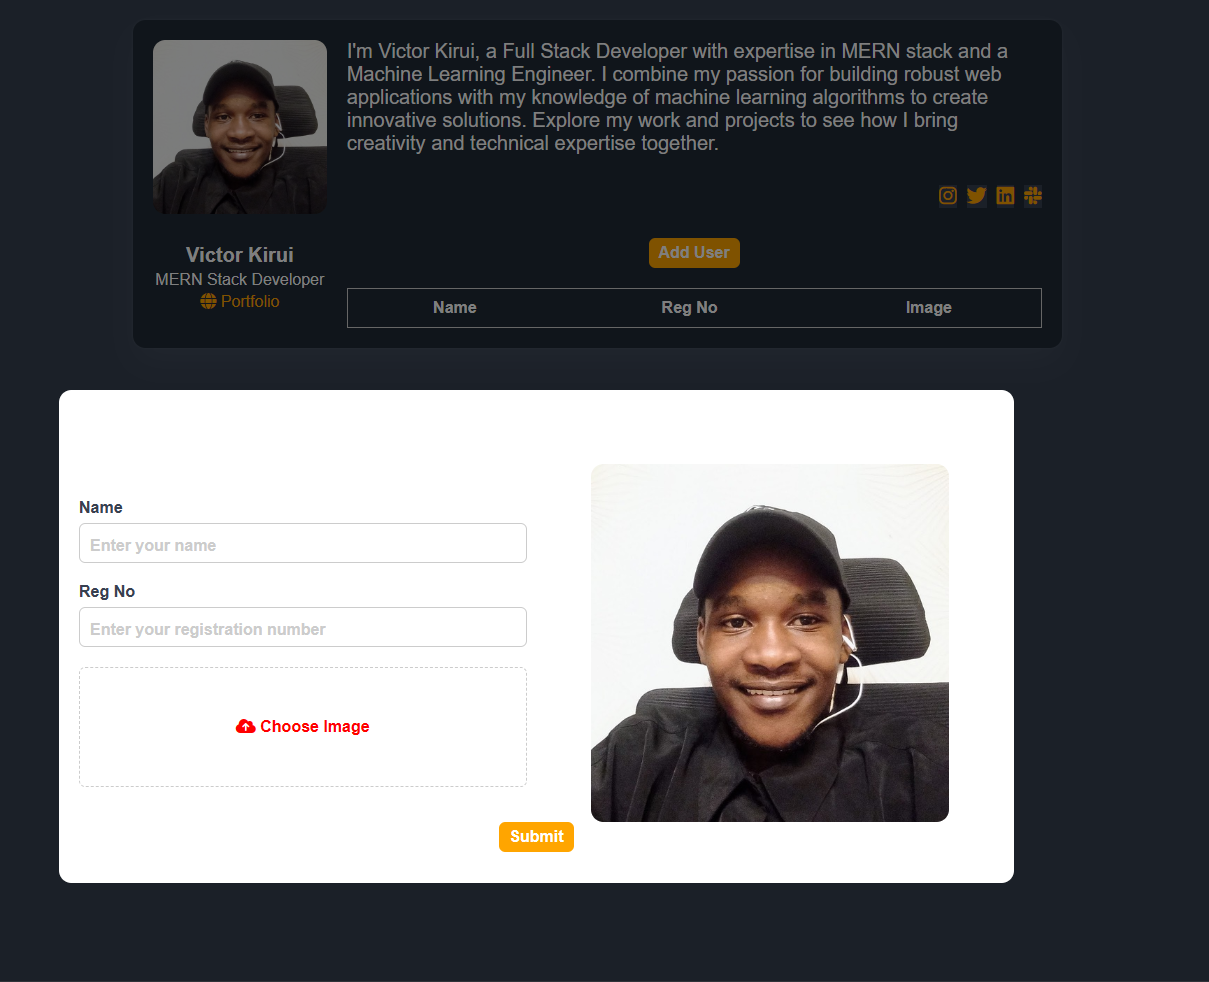 I'm Victor Kirui, a Full Stack Developer with expertise in MERN stack and a
Machine Learning Engineer. I combine my passion for building robust web
applications with my knowledge of machine learning algorithms to create
innovative solutions. Explore my work and projects to see how I bring
creativity and technical expertise together.
Victor Kirui
MERN Stack Developer
Portfolio
Add User
Name Reg No Image
Name
Enter your name
Reg No
Enter your registration number
Choose Image
Submit